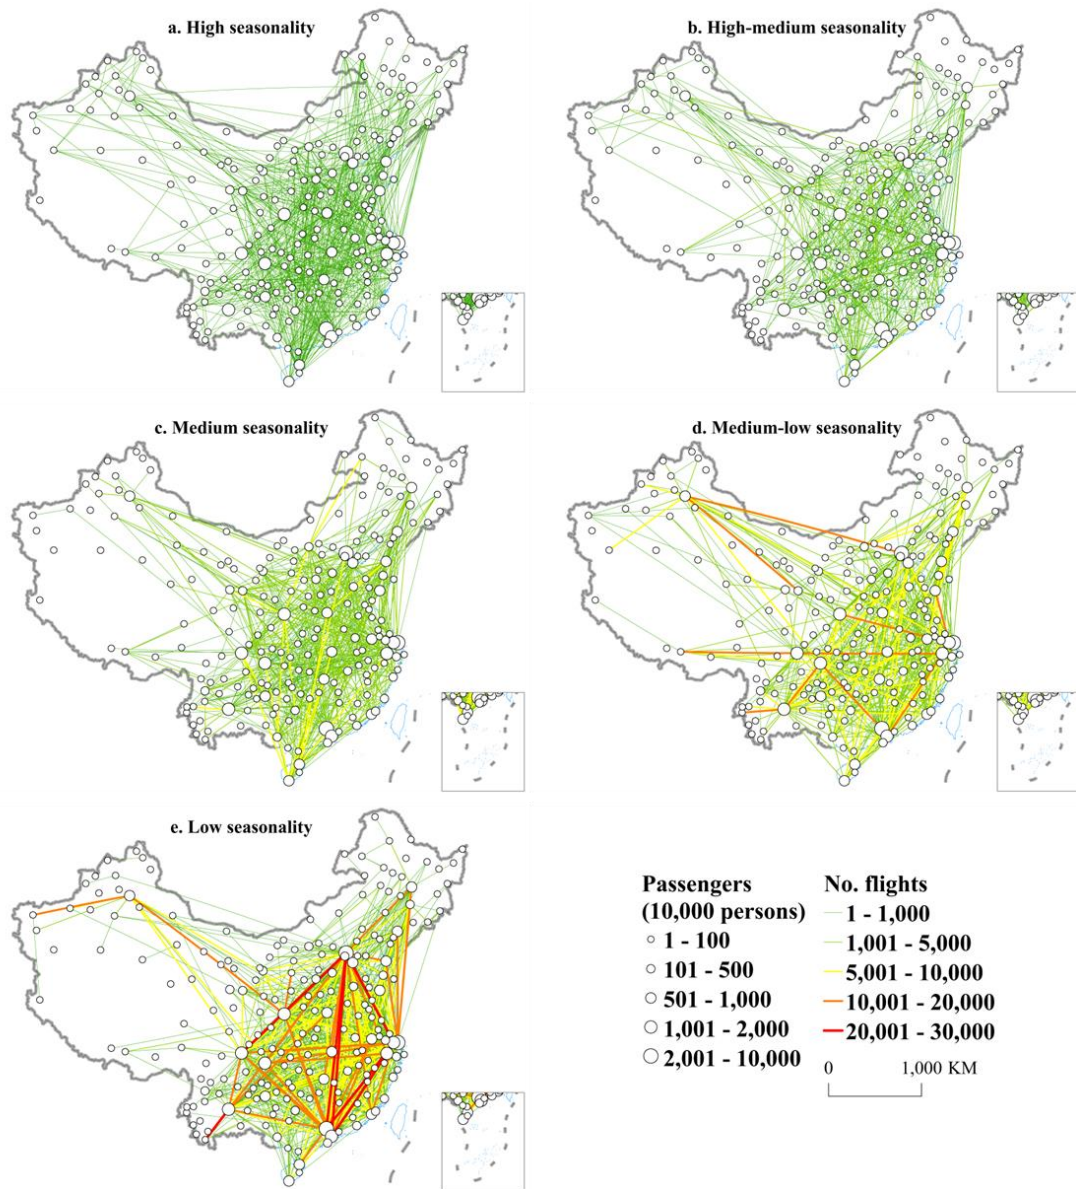 a. High seasonality
b. High-medium seasonality
c. Medium seasonality
d. Medium-low seasonality
e. Low seasonality
Passengers
(10,000 persons)
1 - 100
101 - 500
501 - 1,000
1,001 - 2,000
2,001 - 10,000
No. flights
1 - 1,000
1,001 - 5,000
5,001 - 10,000
10,001 - 20,000
20,001 - 30,000
0 1,000 KM